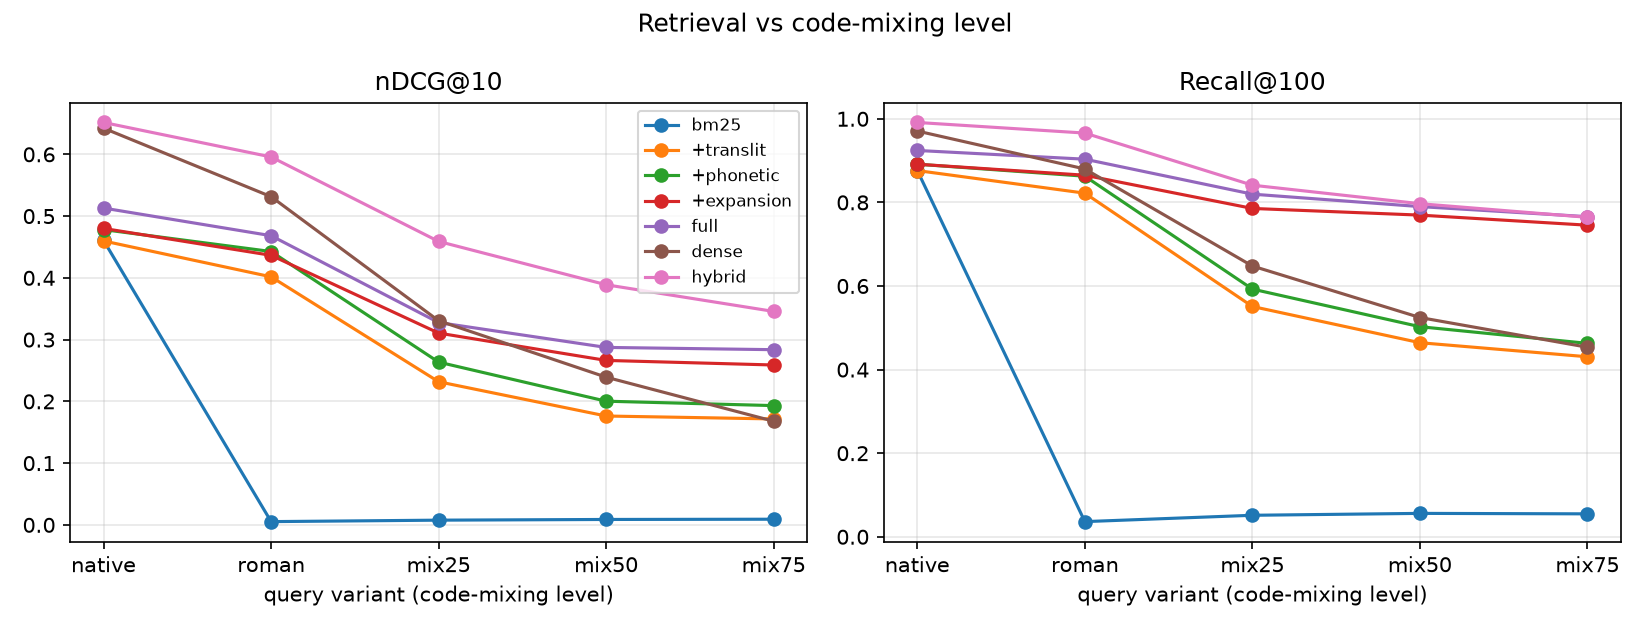 Retrieval vs code-mixing level
nDCG@10
0.6
0.5
0.4
0.3
0.2
0.1
0.0
native
roman
mix25
mix50
mix75
query variant (code-mixing level)
bm25
+translit
+phonetic
+expansion
full
dense
hybrid
Recall@100
1.0
0.8
0.6
0.4
0.2
0.0
native
roman
mix25
mix50
mix75
query variant (code-mixing level)